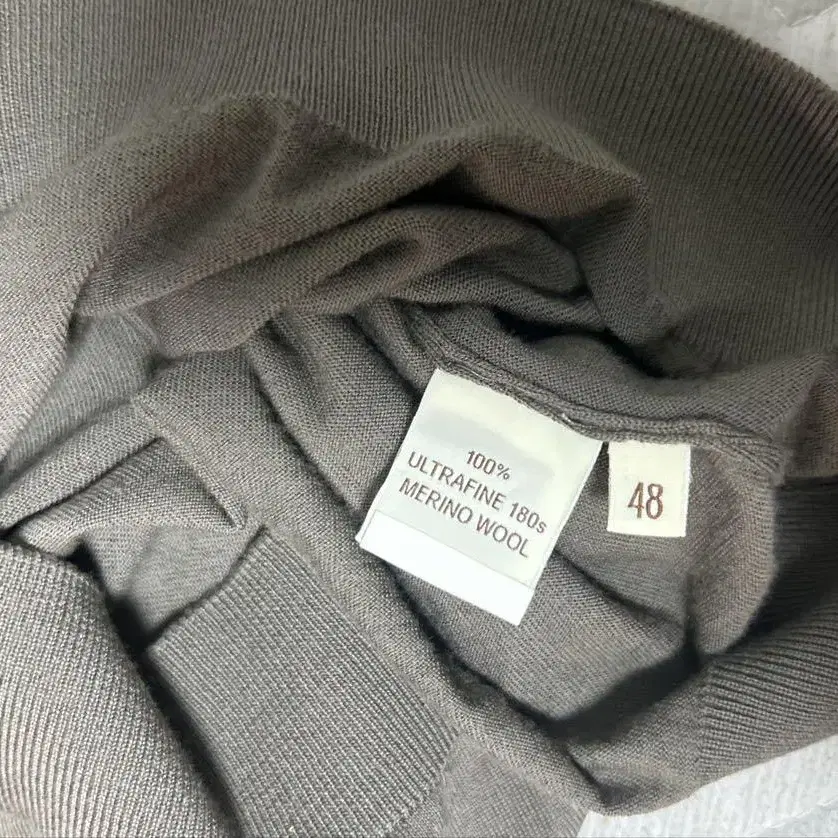 100%
ULTRAFINE 180s
MERINO WOOL
48